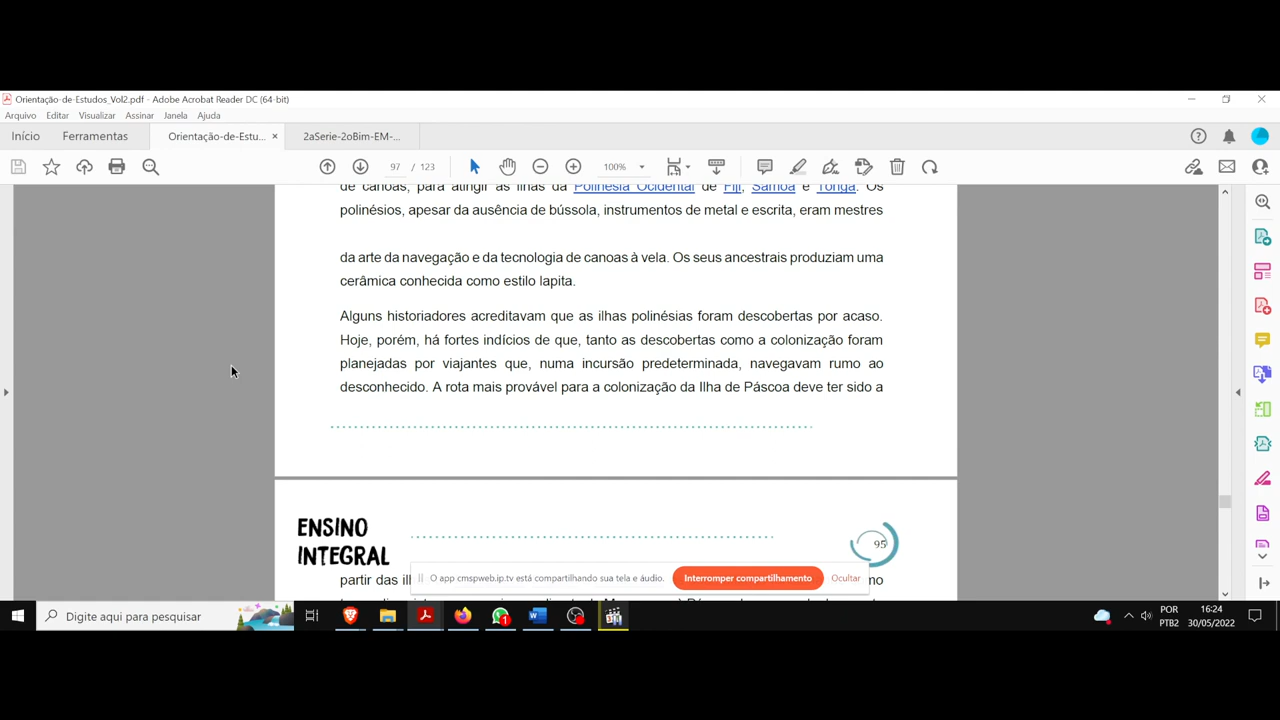 Orientação-de-Estudos_Vol2.pdf - Adobe Acrobat Reader DC (64-bit)
Arquivo Editar Visualizar Assinar Janela Ajuda
Início Ferramentas Orientação-de-Estu... × 2aSerie-2oBim-EM-...
97 / 123 100%
de canoas, para atingir as ilhas da Polinésia Ocidental de Fiji, Samoa e Tonga. Os
polinésios, apesar da ausência de bússola, instrumentos de metal e escrita, eram mestres
da arte da navegação e da tecnologia de canoas à vela. Os seus ancestrais produziam uma
cerâmica conhecida como estilo lapita.
Alguns historiadores acreditavam que as ilhas polinésias foram descobertas por acaso.
Hoje, porém, há fortes indícios de que, tanto as descobertas como a colonização foram
planejadas por viajantes que, numa incursão predeterminada, navegavam rumo ao
desconhecido. A rota mais provável para a colonização da Ilha de Páscoa deve ter sido a
ENSINO
INTEGRAL
95
partir das
O app cmspweb.ip.tv está compartilhando sua tela e áudio. Interromper compartilhamento Ocultar
Digite aqui para pesquisar
1
POR
PTB2
16:24
30/05/2022